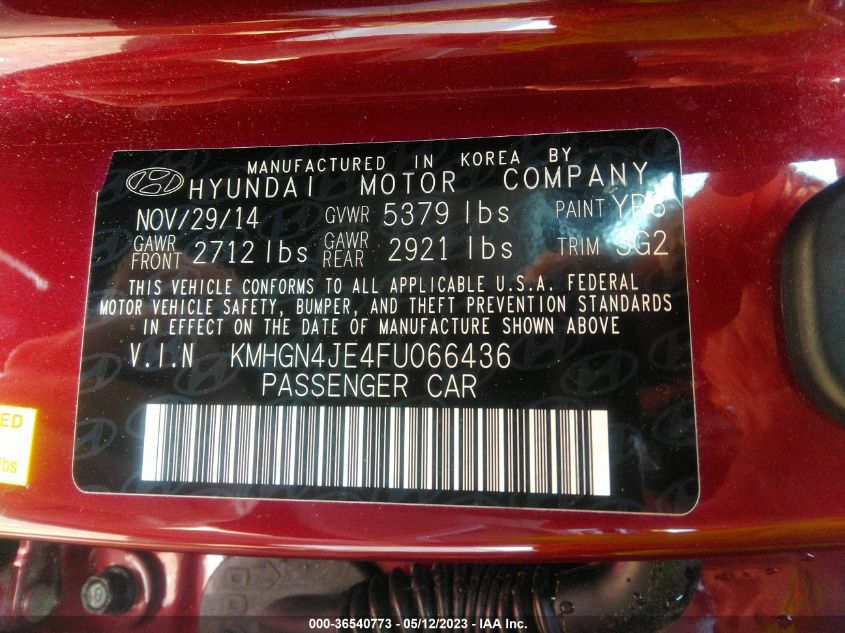 MANUFACTURED IN KOREA BY
HYUNDAI MOTOR COMPANY
NOV/29/14 GVWR 5379 lbs PAINT YR6
GAWR FRONT 2712 lbs GAWR REAR 2921 lbs TRIM SG2
THIS VEHICLE CONFORMS TO ALL APPLICABLE U.S.A. FEDERAL
MOTOR VEHICLE SAFETY, BUMPER, AND THEFT PREVENTION STANDARDS
IN EFFECT ON THE DATE OF MANUFACTURE SHOWN ABOVE
V.I.N KMHGN4JE4FU066436
PASSENGER CAR
ED
lbs
000-36540773 - 05/12/2023 - IAA Inc.